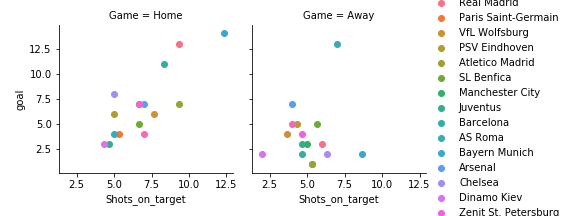 Game = Home
Game = Away
goal
12.5
10.0
7.5
5.0
2.5
2.5
5.0
7.5
10.0
12.5
Shots_on_target
2.5
5.0
7.5
10.0
12.5
Shots_on_target
Real Madrid
Paris Saint-Germain
VfL Wolfsburg
PSV Eindhoven
Atletico Madrid
SL Benfica
Manchester City
Juventus
Barcelona
AS Roma
Bayern Munich
Arsenal
Chelsea
Dinamo Kiev
Zenit St. Petersburg